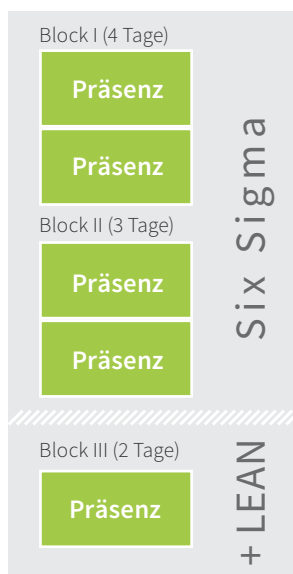 Block I (4 Tage)
Präsenz
Präsenz
Block II (3 Tage)
Präsenz
Präsenz
Six Sigma
Block III (2 Tage)
Präsenz
+ LEAN